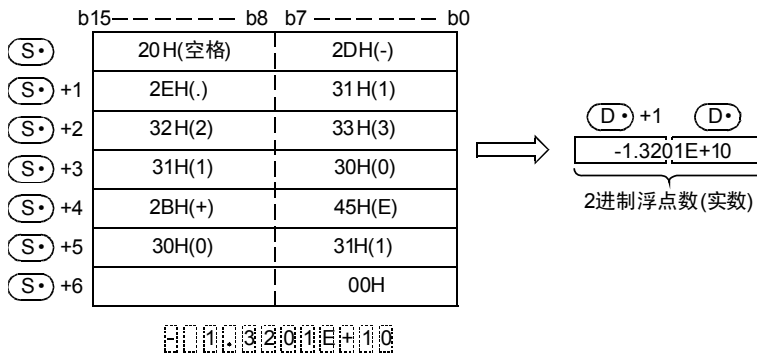 b15 b8 b7 b0
S• 20H(空格) 2DH(-)
S• +1 2EH(.) 31H(1)
S• +2 32H(2) 33H(3)
S• +3 31H(1) 30H(0)
S• +4 2BH(+) 45H(E)
S• +5 30H(0) 31H(1)
S• +6 00H
D• +1 D•
-1.3201E+10
2进制浮点数(实数)
- 1.3201E+10